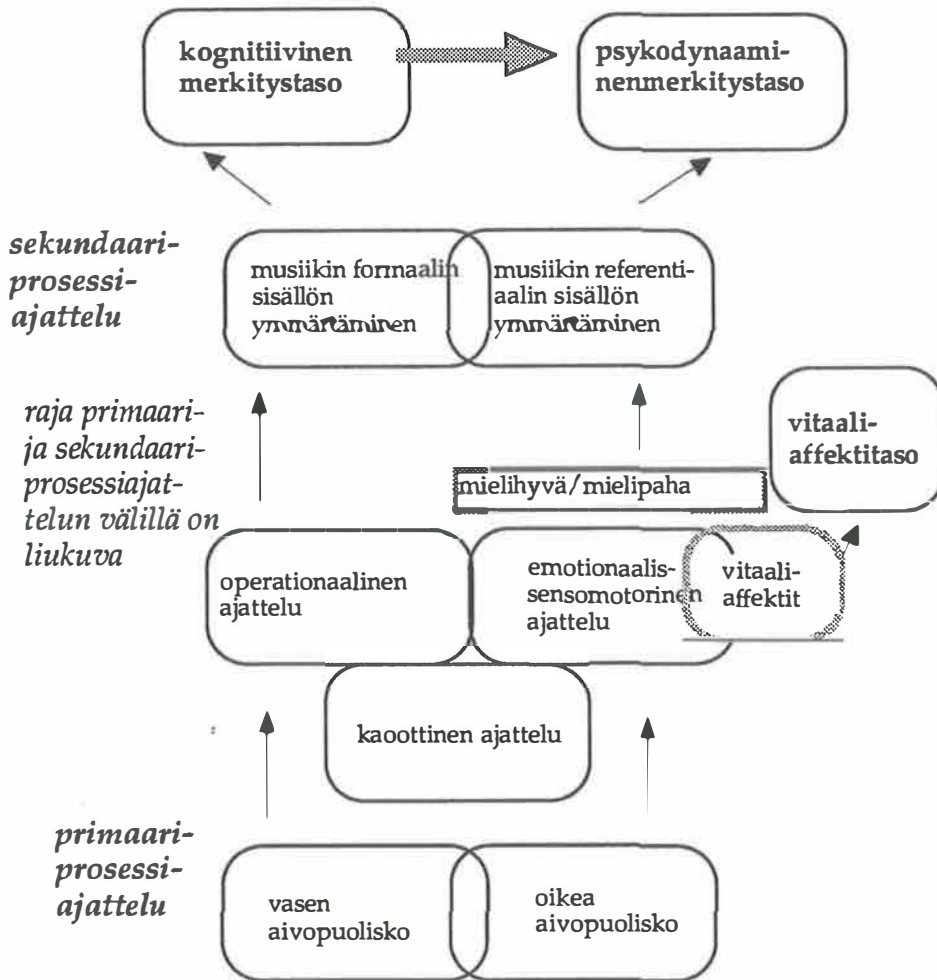 kognitiivinen
merkitystaso
psykodynaami-
nenmerkitystaso
sekundaari-
prosessi-
ajattelu
musiikin formaalin
sisällön
ymmärtäminen
musiikin referenti-
aalin sisällön
ymmärtäminen
raja primaari-
ja sekundaari-
prosessiajat-
telun välillä on
liukuva
vitaali-
affektitaso
mielihyvä/mielipaha
operationaalinen
ajattelu
emotionaalis-
sensomotorinen
ajattelu
vitaali-
affektit
kaoottinen ajattelu
primaari-
prosessi-
ajattelu
vasen
aivopuolisko
oikea
aivopuolisko